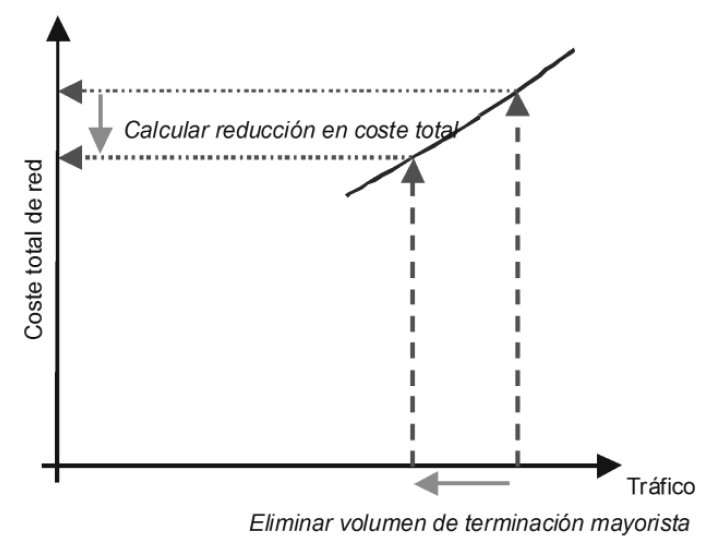 Calcular reducción en coste total
Coste total de red
Tráfico
Eliminar volumen de terminación mayorista